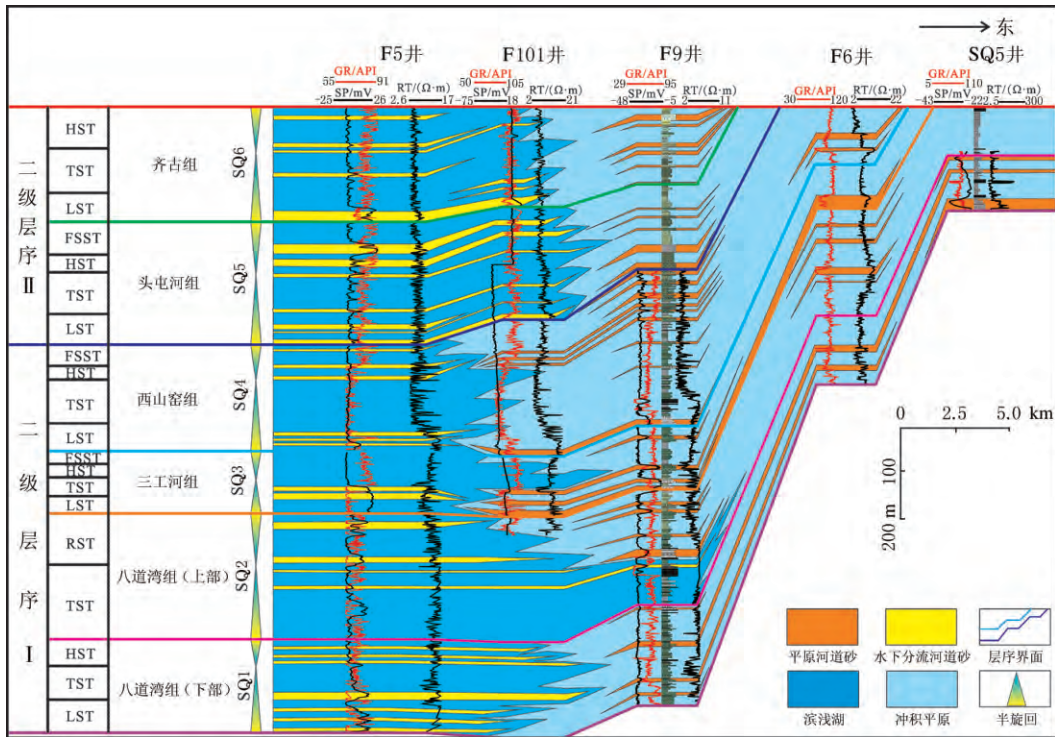 东
F5井
F101井
F9井
F6井
SQ5井
GR/API
55 91
SP/mV
-25 26
RT/(Ω·m)
2.6 17
GR/API
50 105
SP/mV
-75 18
RT/(Ω·m)
2 21
GR/API
29 95
SP/mV
-48 -5
RT/(Ω·m)
2 11
GR/API
30 120
RT/(Ω·m)
2 22
GR/API
5 110
SP/mV
-43 -22
RT/(Ω·m)
2.5 300
二级层序Ⅱ
HST
TST
LST
齐古组
SQ6
FSST
HST
TST
LST
头屯河组
SQ5
二级层序Ⅰ
FSST
HST
TST
LST
西山窑组
SQ4
FSST
HST
TST
LST
三工河组
SQ3
RST
TST
八道湾组(上部)
SQ2
HST
TST
LST
八道湾组(下部)
SQ1
0 2.5 5.0 km
100
200 m
平原河道砂
水下分流河道砂
层序界面
滨浅湖
冲积平原
半旋回